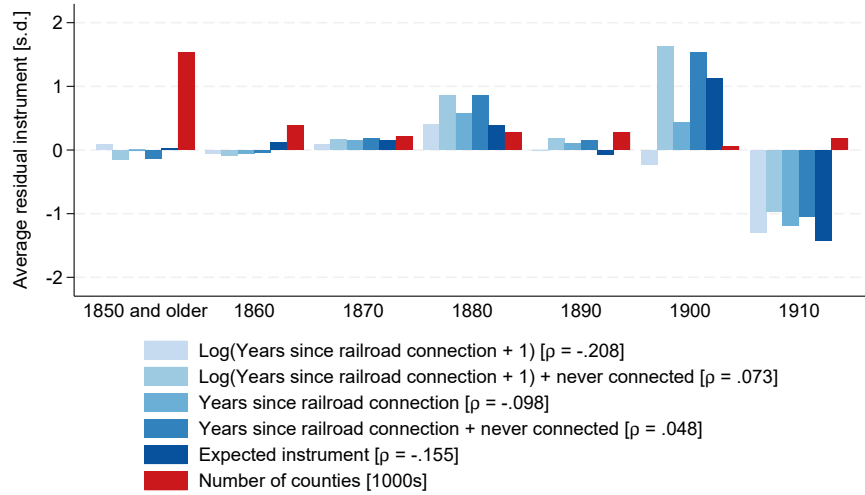 Average residual instrument [s.d.]
2
1
0
-1
-2
1850 and older 1860 1870 1880 1890 1900 1910
Log(Years since railroad connection + 1) [ρ = -.208]
Log(Years since railroad connection + 1) + never connected [ρ = .073]
Years since railroad connection [ρ = -.098]
Years since railroad connection + never connected [ρ = .048]
Expected instrument [ρ = -.155]
Number of counties [1000s]